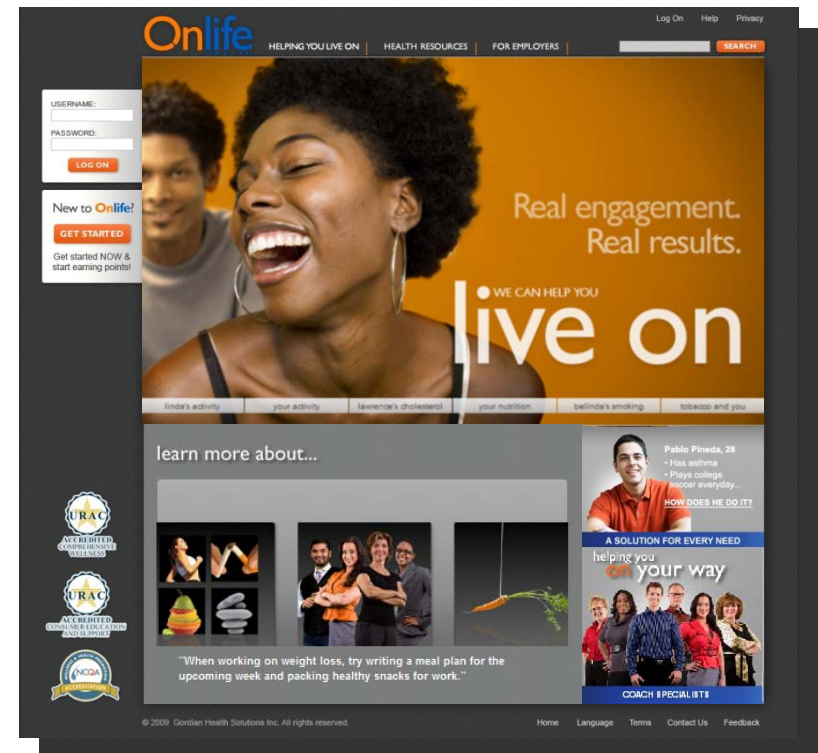 Log On Help Privacy
Onlife
HELPING YOU LIVE ON HEALTH RESOURCES FOR EMPLOYERS
SEARCH
USERNAME:
PASSWORD:
LOG ON
New to Onlife?
GET STARTED
Get started NOW &
start earning points!
Real engagement.
Real results.
WE CAN HELP YOU
live on
linda's activity your activity lawrence's cholesterol your nutrition belinda's smoking tobacco and you
learn more about...
Pablo Pineda, 28
• Has asthma
• Plays college
soccer everyday...
HOW DOES HE DO IT?
A SOLUTION FOR EVERY NEED
helping you
on your way
COACH SPECIALISTS
"When working on weight loss, try writing a meal plan for the
upcoming week and packing healthy snacks for work."
URAC
ACCREDITED
COMPREHENSIVE
WELLNESS
URAC
ACCREDITED
CONSUMER EDUCATION
AND SUPPORT
NCQA
ACCREDITATION
© 2009 Gordian Health Solutions Inc. All rights reserved.
Home Language Terms Contact Us Feedback